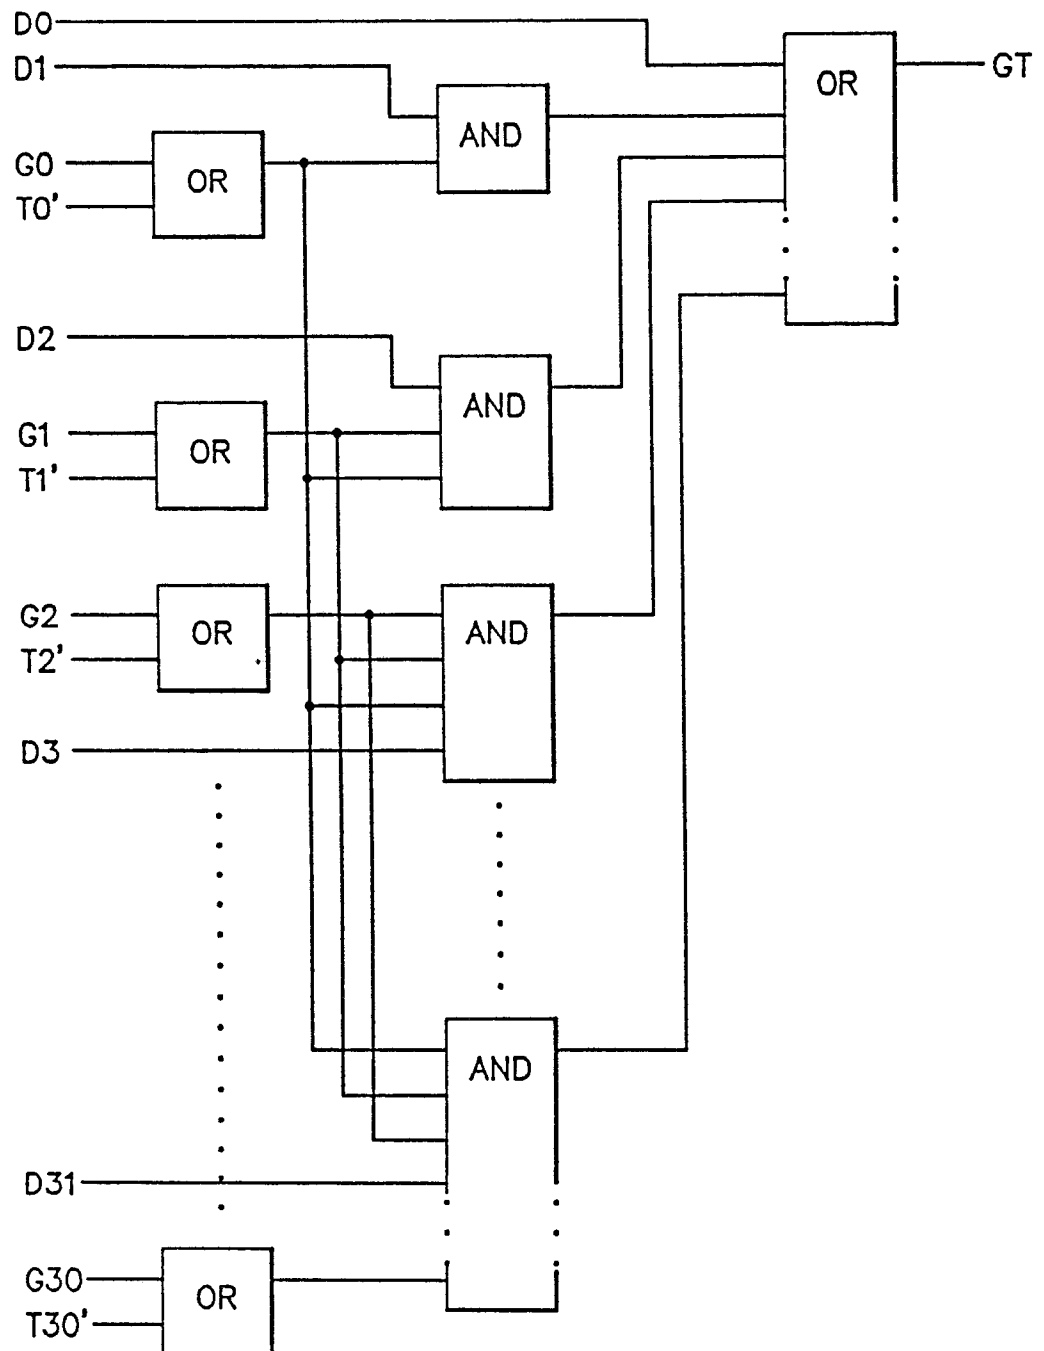 D0
D1
OR
GT
AND
G0
OR
T0'
D2
AND
G1
OR
T1'
G2
OR
AND
T2'
D3
AND
D31
G30
OR
T30'